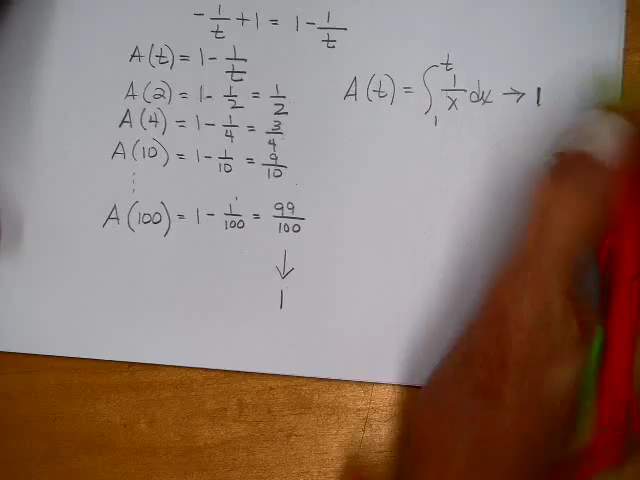 - 1/t + 1 = 1 - 1/t
A(t) = 1 - 1/t
A(2) = 1 - 1/2 = 1/2
A(4) = 1 - 1/4 = 3/4
A(10) = 1 - 1/10 = 9/10
⋮
A(100) = 1 - 1/100 = 99/100
↓
1
A(t) = ∫₁ᵗ 1/x dx → 1